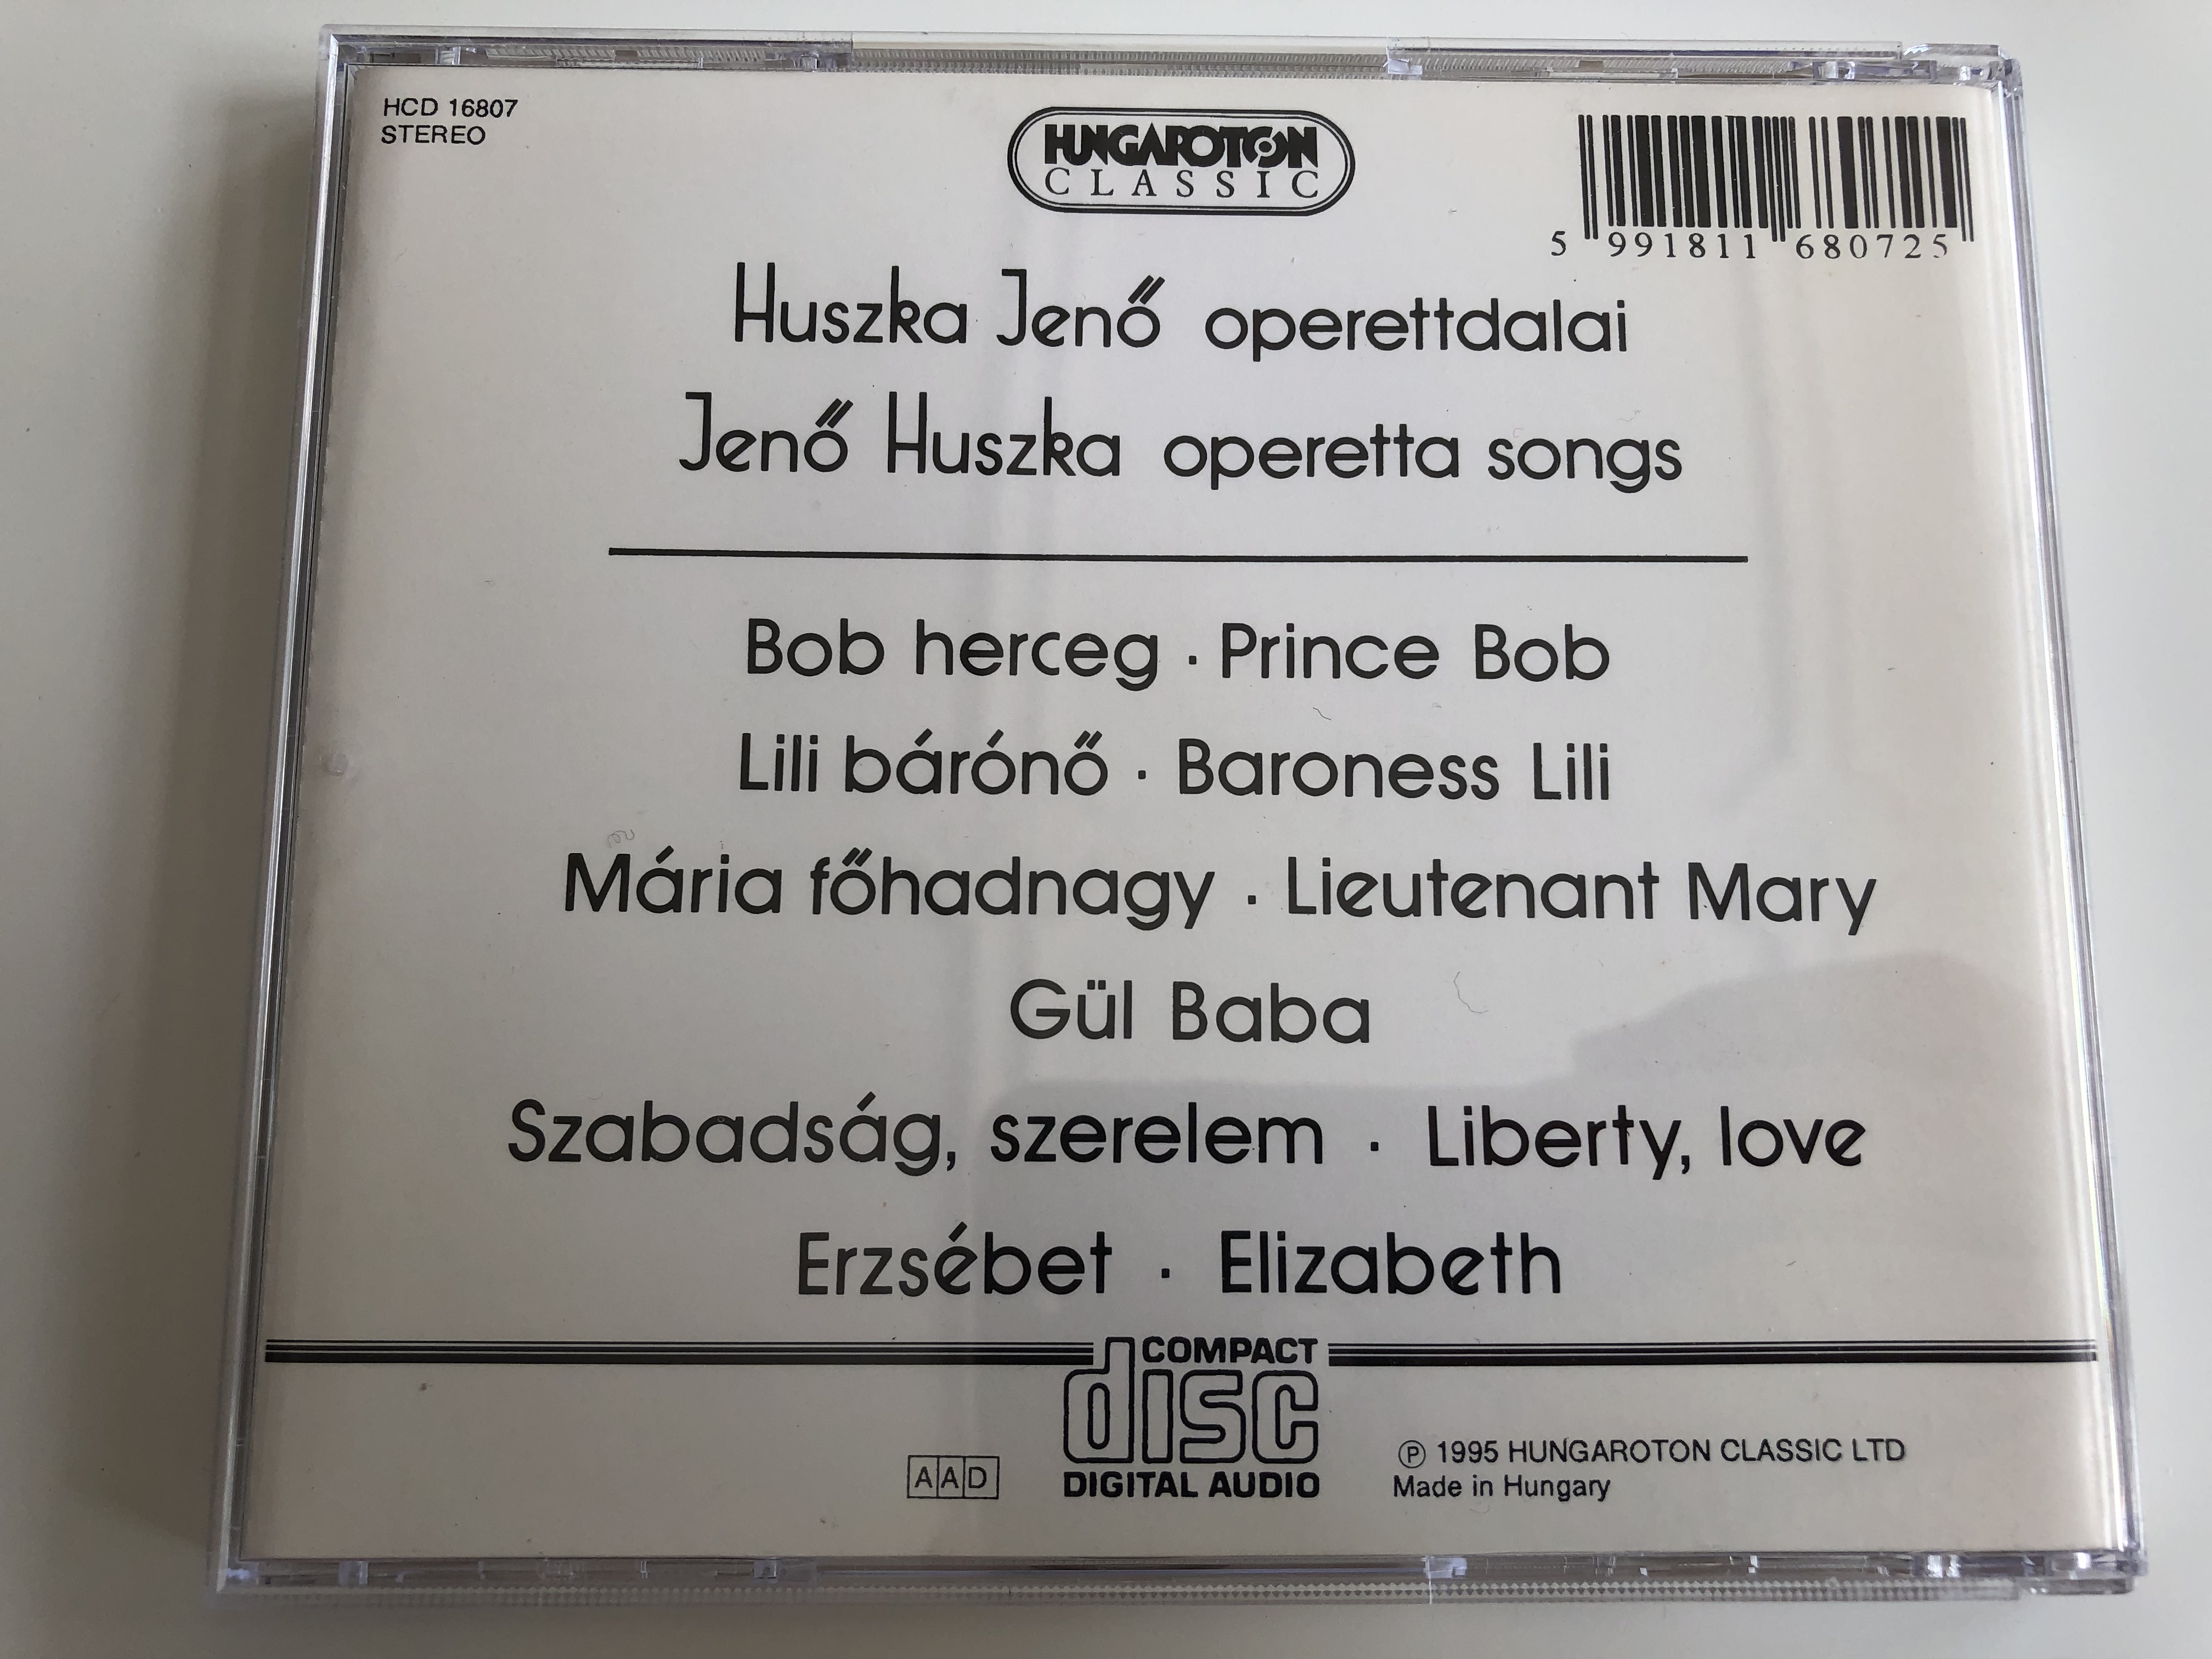 HCD 16807
STEREO
HUNGAROTON
CLASSIC
5 991811 680725
Huszka Jenő operettdalai
Jenő Huszka operetta songs
Bob herceg · Prince Bob
Lili bárónő · Baroness Lili
Mária főhadnagy · Lieutenant Mary
Gül Baba
Szabadság, szerelem · Liberty, love
Erzsébet · Elizabeth
COMPACT
disc
DIGITAL AUDIO
AAD
Ⓟ 1995 HUNGAROTON CLASSIC LTD
Made in Hungary